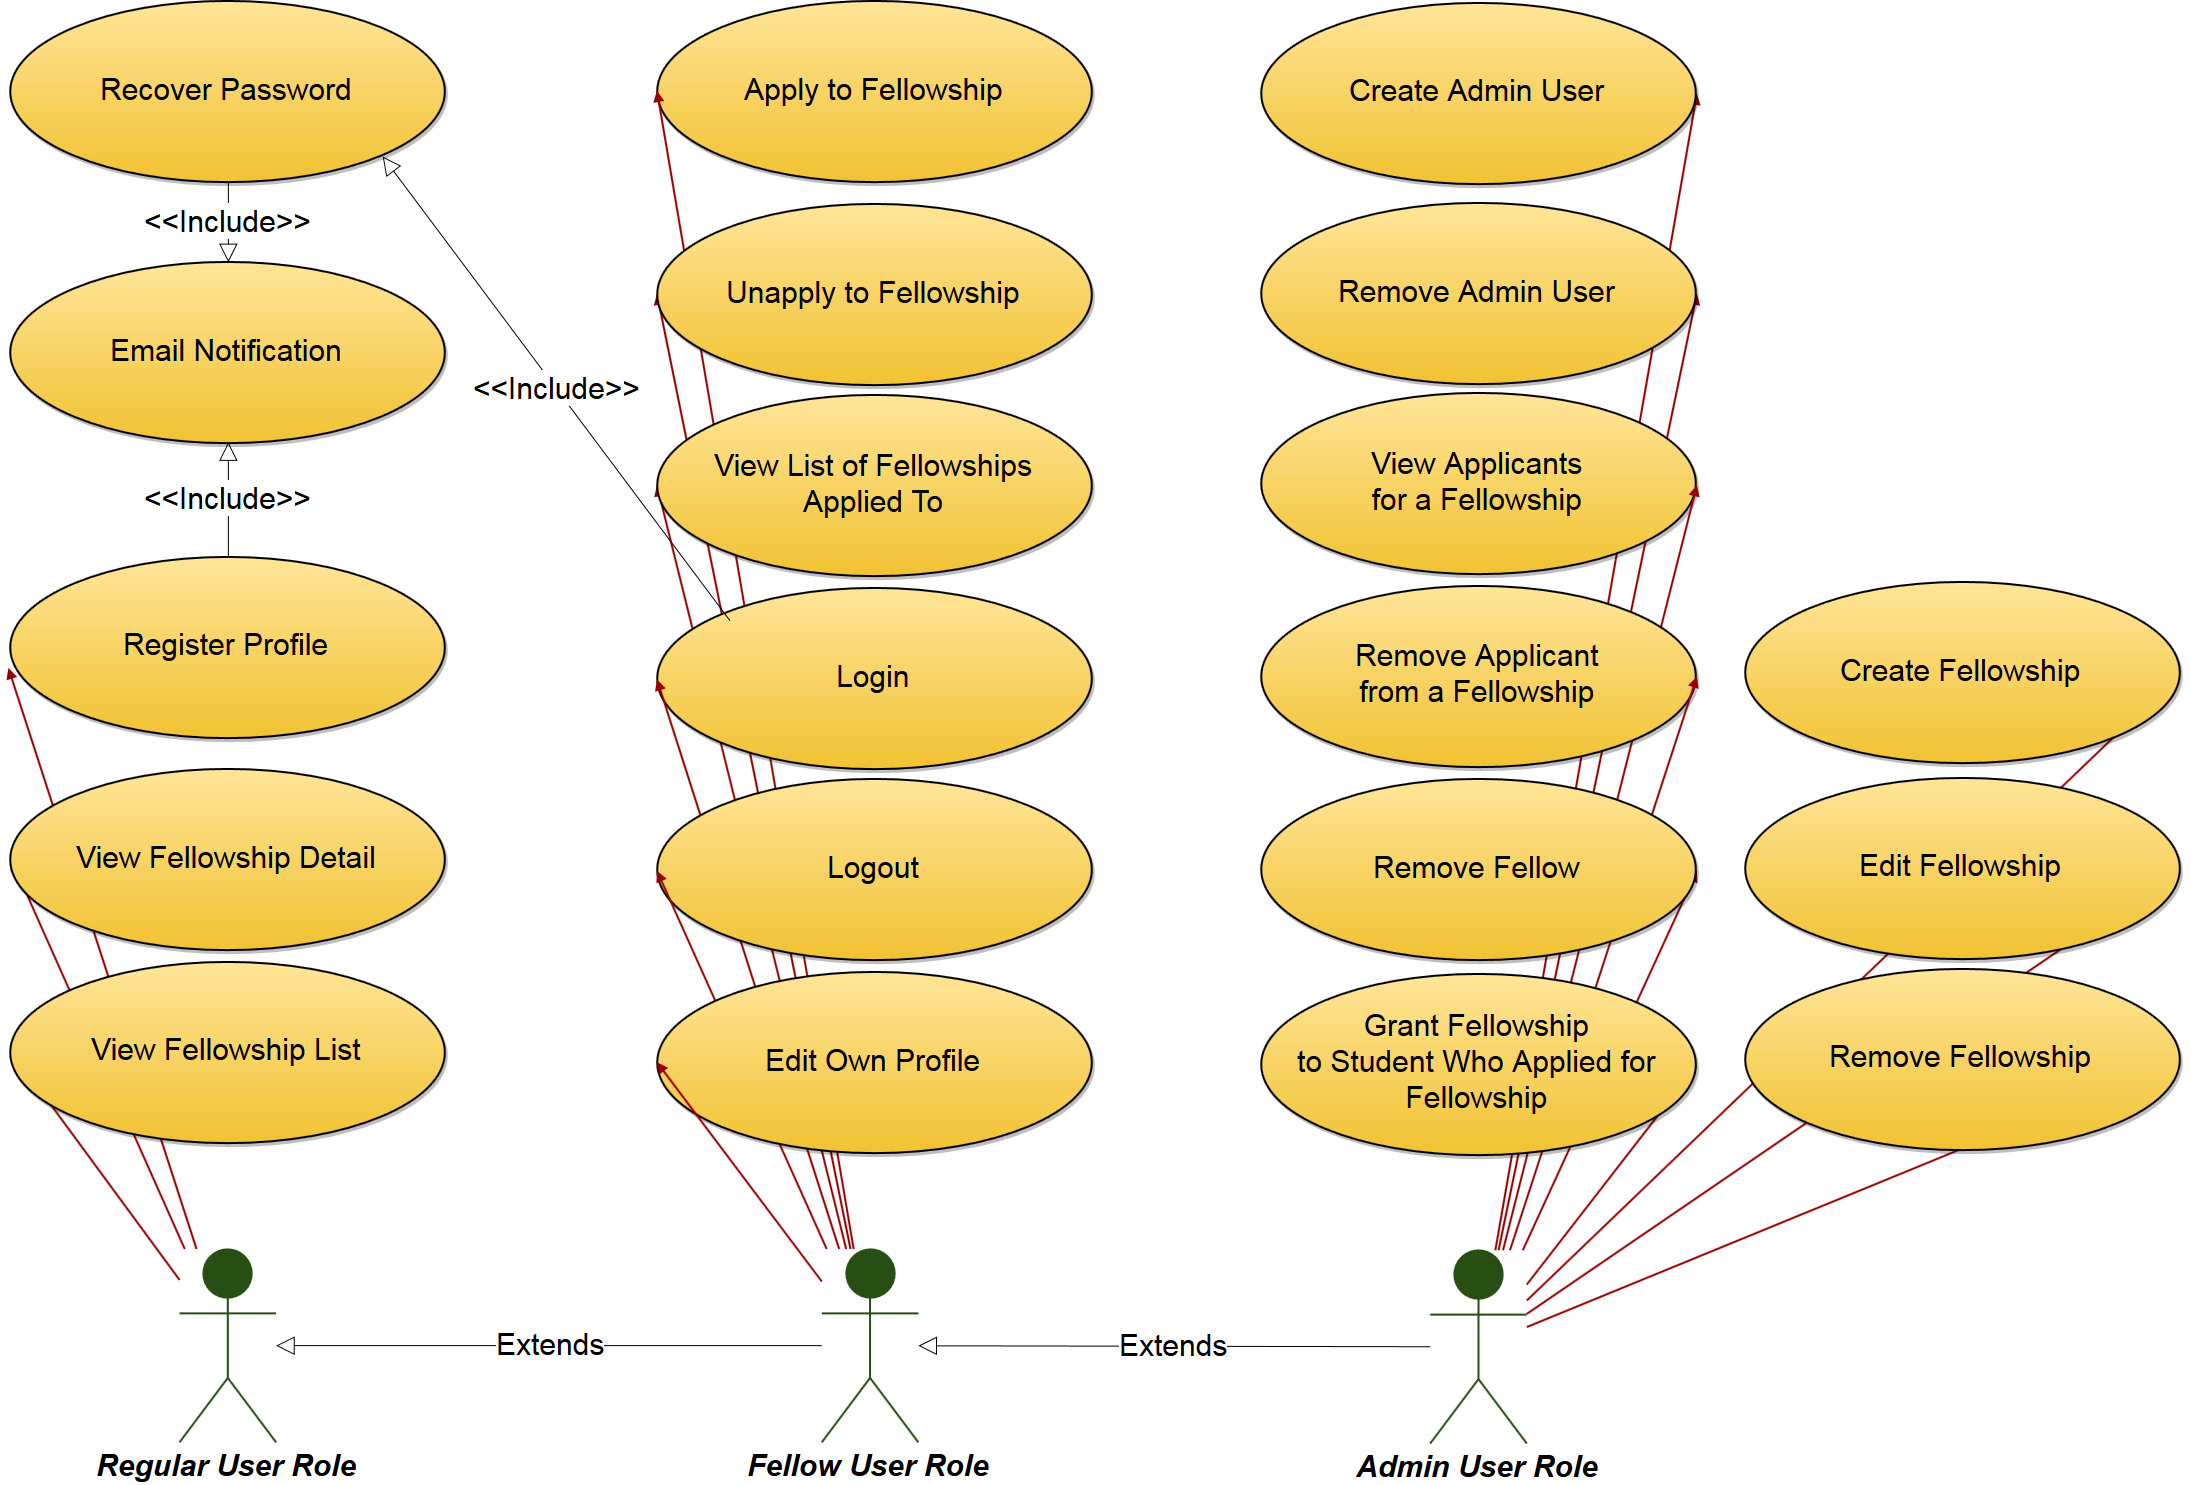 Recover Password
<<Include>>
Email Notification
<<Include>>
Register Profile
View Fellowship Detail
View Fellowship List
<<Include>>
Apply to Fellowship
Unapply to Fellowship
View List of Fellowships
Applied To
Login
Logout
Edit Own Profile
Create Admin User
Remove Admin User
View Applicants
for a Fellowship
Remove Applicant
from a Fellowship
Remove Fellow
Grant Fellowship
to Student Who Applied for
Fellowship
Create Fellowship
Edit Fellowship
Remove Fellowship
Extends
Extends
Regular User Role
Fellow User Role
Admin User Role